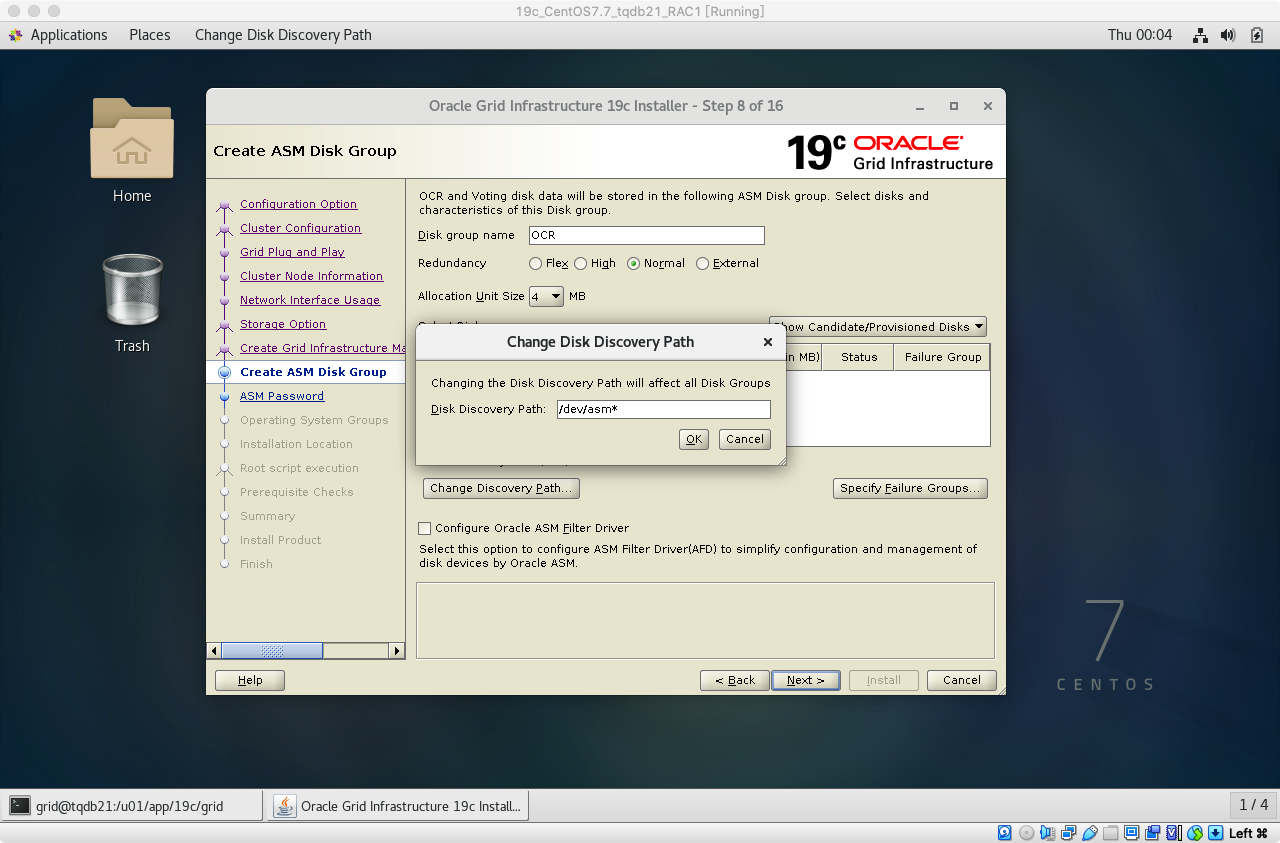 19c_CentOS7.7_tqdb21_RAC1 [Running]
Applications Places Change Disk Discovery Path Thu 00:04
Home
Trash
Oracle Grid Infrastructure 19c Installer - Step 8 of 16
Create ASM Disk Group
19c ORACLE
Grid Infrastructure
Configuration Option
Cluster Configuration
Grid Plug and Play
Cluster Node Information
Network Interface Usage
Storage Option
Create Grid Infrastructure Ma
Create ASM Disk Group
ASM Password
Operating System Groups
Installation Location
Root script execution
Prerequisite Checks
Summary
Install Product
Finish
OCR and Voting disk data will be stored in the following ASM Disk group. Select disks and
characteristics of this Disk group.
Disk group name OCR
Redundancy Flex High Normal External
Allocation Unit Size 4 MB
Show Candidate/Provisioned Disks
in MB) Status Failure Group
Change Disk Discovery Path
Changing the Disk Discovery Path will affect all Disk Groups
Disk Discovery Path: /dev/asm*
OK Cancel
Change Discovery Path... Specify Failure Groups...
Configure Oracle ASM Filter Driver
Select this option to configure ASM Filter Driver(AFD) to simplify configuration and management of
disk devices by Oracle ASM.
Help < Back Next > Install Cancel
7
CENTOS
grid@tqdb21:/u01/app/19c/grid Oracle Grid Infrastructure 19c Install... 1 / 4
Left ⌘